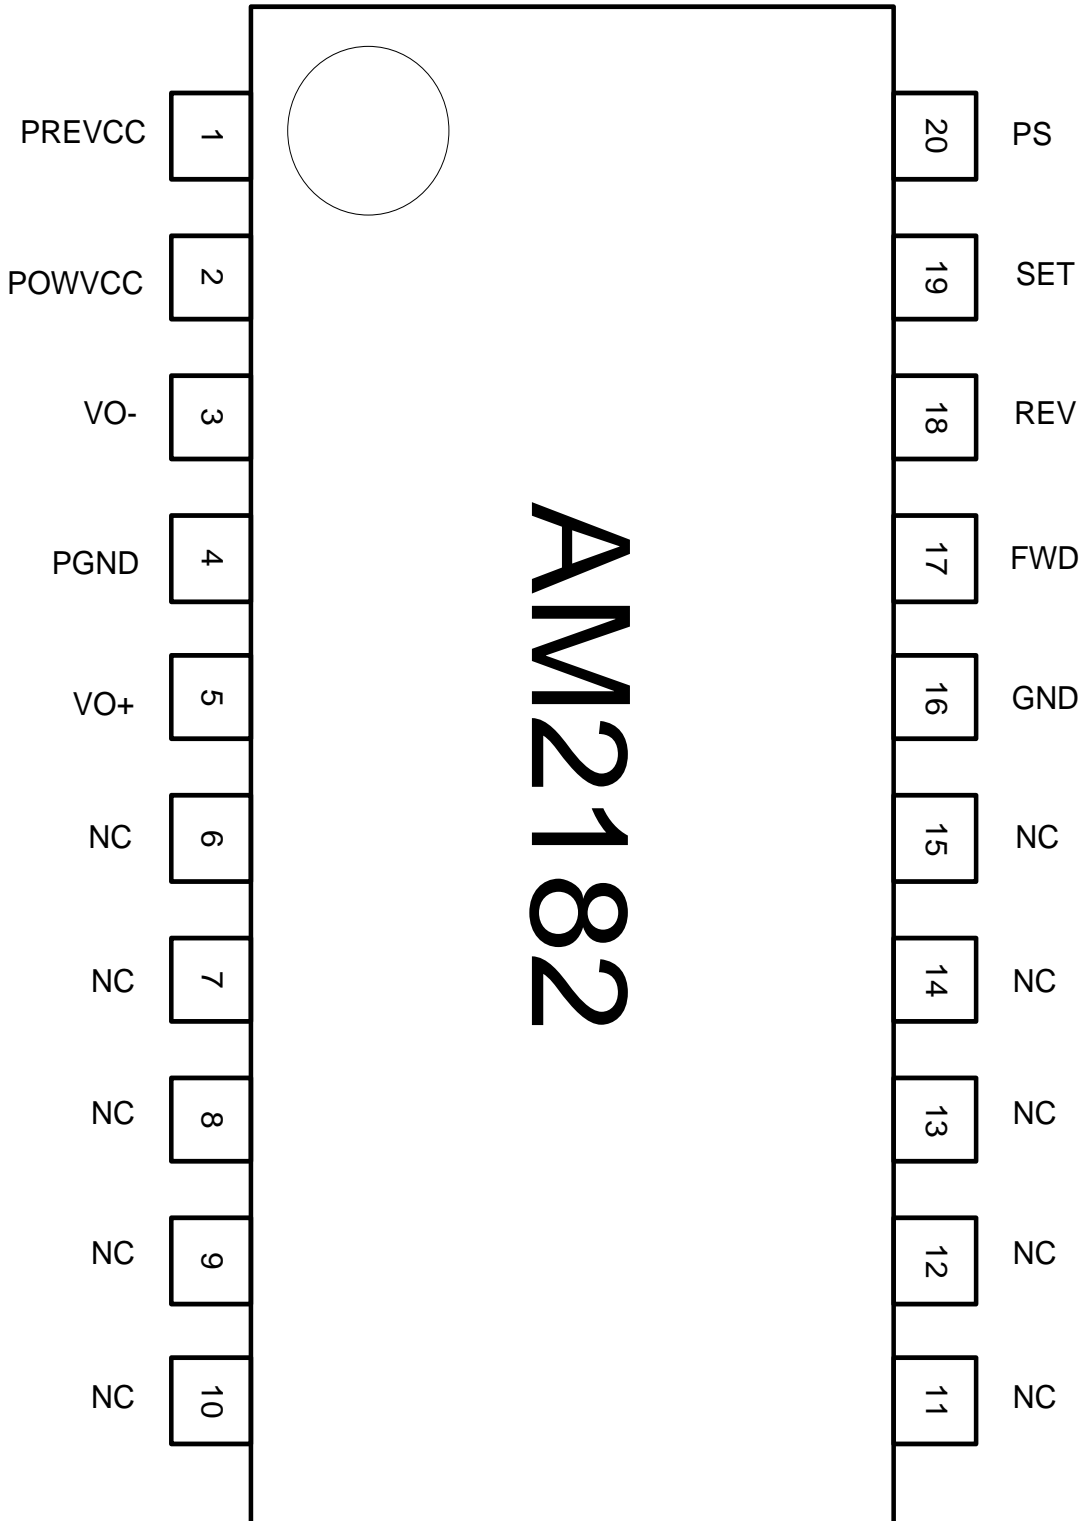 PREVCC 1 20 PS
POWVCC 2 19 SET
VO- 3 18 REV
PGND 4 17 FWD
VO+ 5 16 GND
NC 6 15 NC
NC 7 14 NC
NC 8 13 NC
NC 9 12 NC
NC 10 11 NC
AM2182